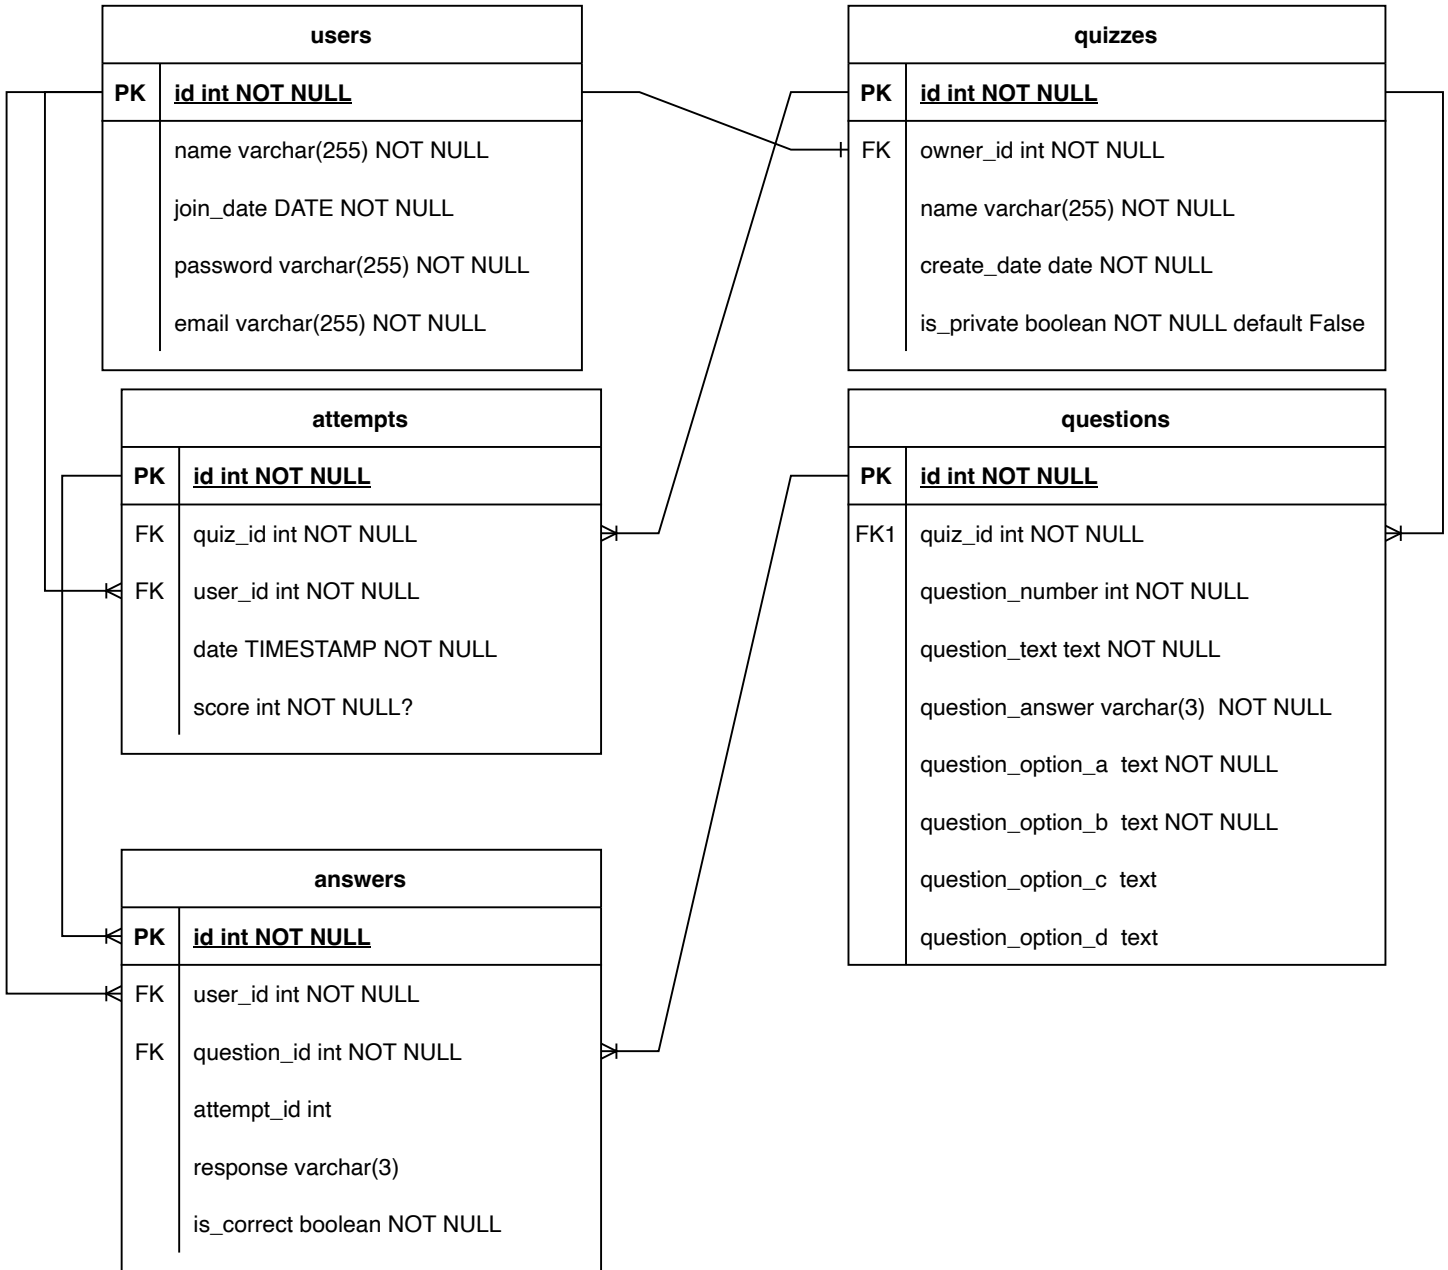 users
PK id int NOT NULL
name varchar(255) NOT NULL
join_date DATE NOT NULL
password varchar(255) NOT NULL
email varchar(255) NOT NULL
quizzes
PK id int NOT NULL
FK owner_id int NOT NULL
name varchar(255) NOT NULL
create_date date NOT NULL
is_private boolean NOT NULL default False
attempts
PK id int NOT NULL
FK quiz_id int NOT NULL
FK user_id int NOT NULL
date TIMESTAMP NOT NULL
score int NOT NULL?
questions
PK id int NOT NULL
FK1 quiz_id int NOT NULL
question_number int NOT NULL
question_text text NOT NULL
question_answer varchar(3)  NOT NULL
question_option_a  text NOT NULL
question_option_b  text NOT NULL
question_option_c  text
question_option_d  text
answers
PK id int NOT NULL
FK user_id int NOT NULL
FK question_id int NOT NULL
attempt_id int
response varchar(3)
is_correct boolean NOT NULL